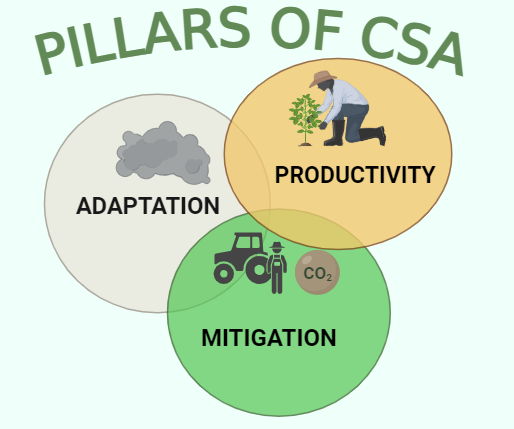 PILLARS OF CSA
PRODUCTIVITY
ADAPTATION
CO₂
MITIGATION